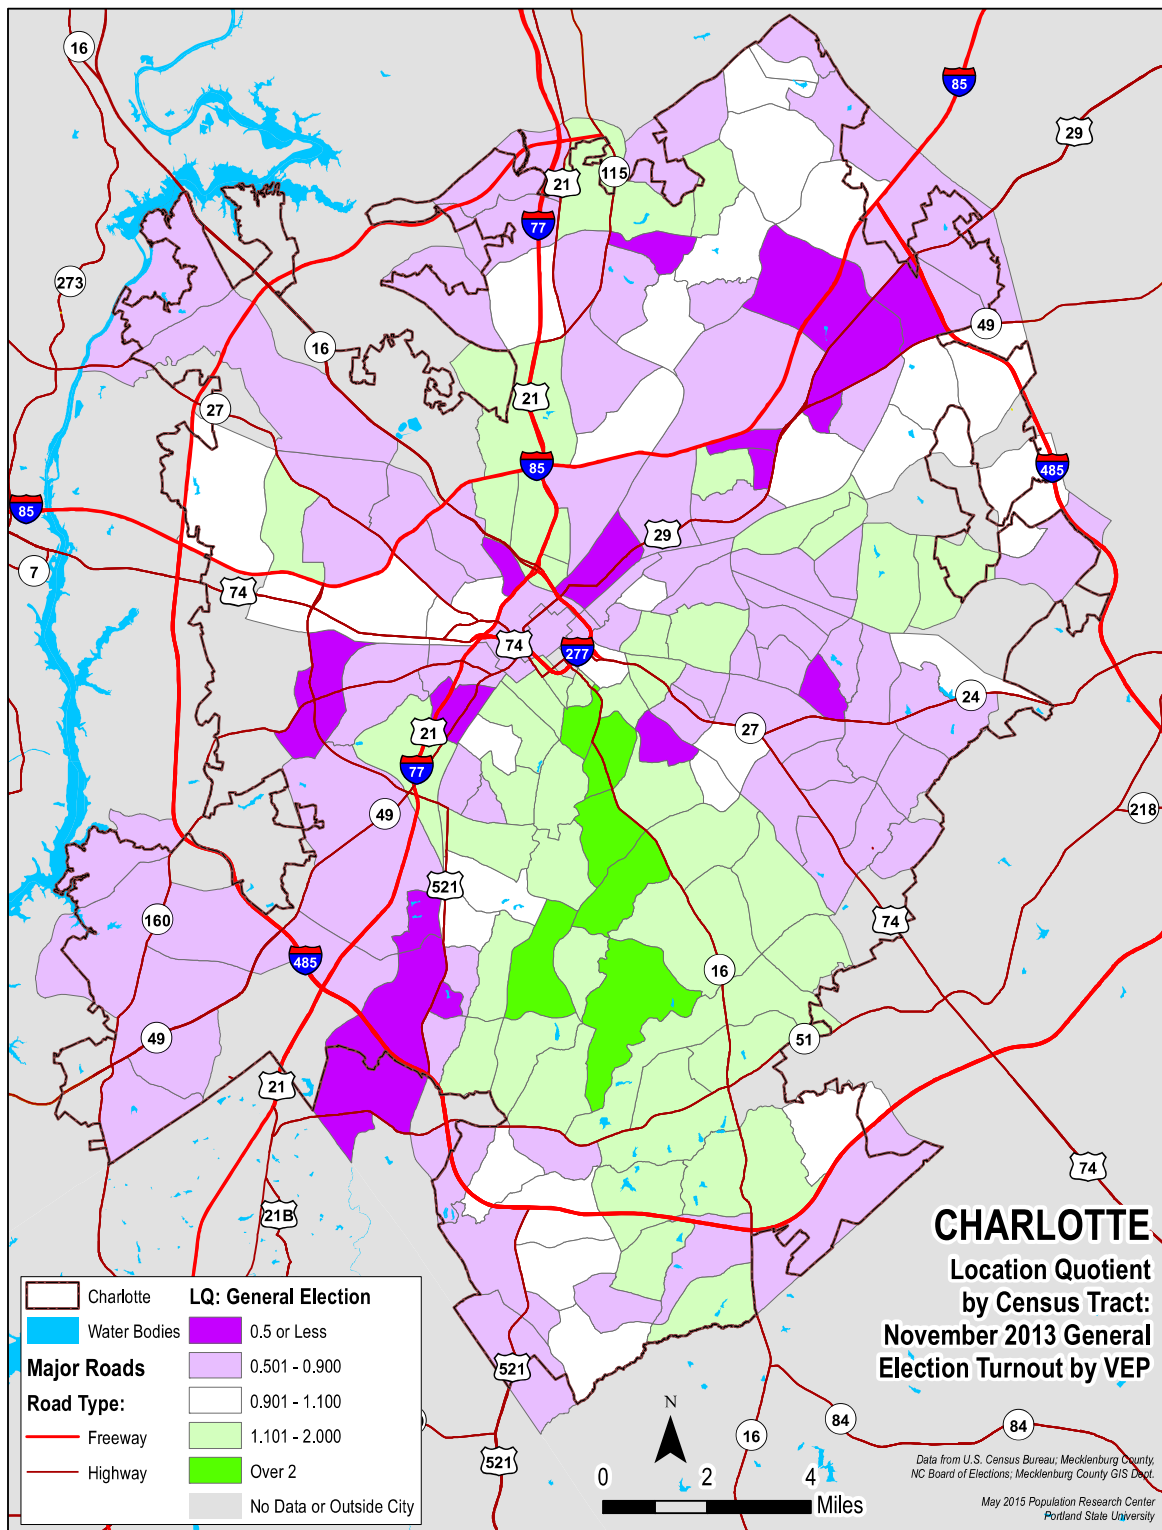 16
85
29
21
115
77
273
49
16
21
27
85
485
85
29
7
74
74
277
24
21
27
77
49
218
521
160
74
485
16
49
51
21
74
21B
CHARLOTTE
Location Quotient
by Census Tract:
November 2013 General
Election Turnout by VEP
Charlotte
Water Bodies
Major Roads
Road Type:
Freeway
Highway
LQ: General Election
0.5 or Less
0.501 - 0.900
0.901 - 1.100
1.101 - 2.000
Over 2
No Data or Outside City
521
521
N
0 2 4
Miles
16
84
84
Data from U.S. Census Bureau; Mecklenburg County,
NC Board of Elections; Mecklenburg County GIS Dept.
May 2015 Population Research Center
Portland State University